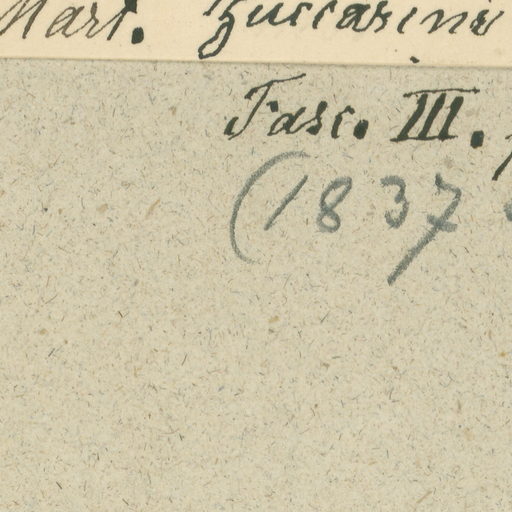 Mart. Zuccarini
Fasc. III.
(1837